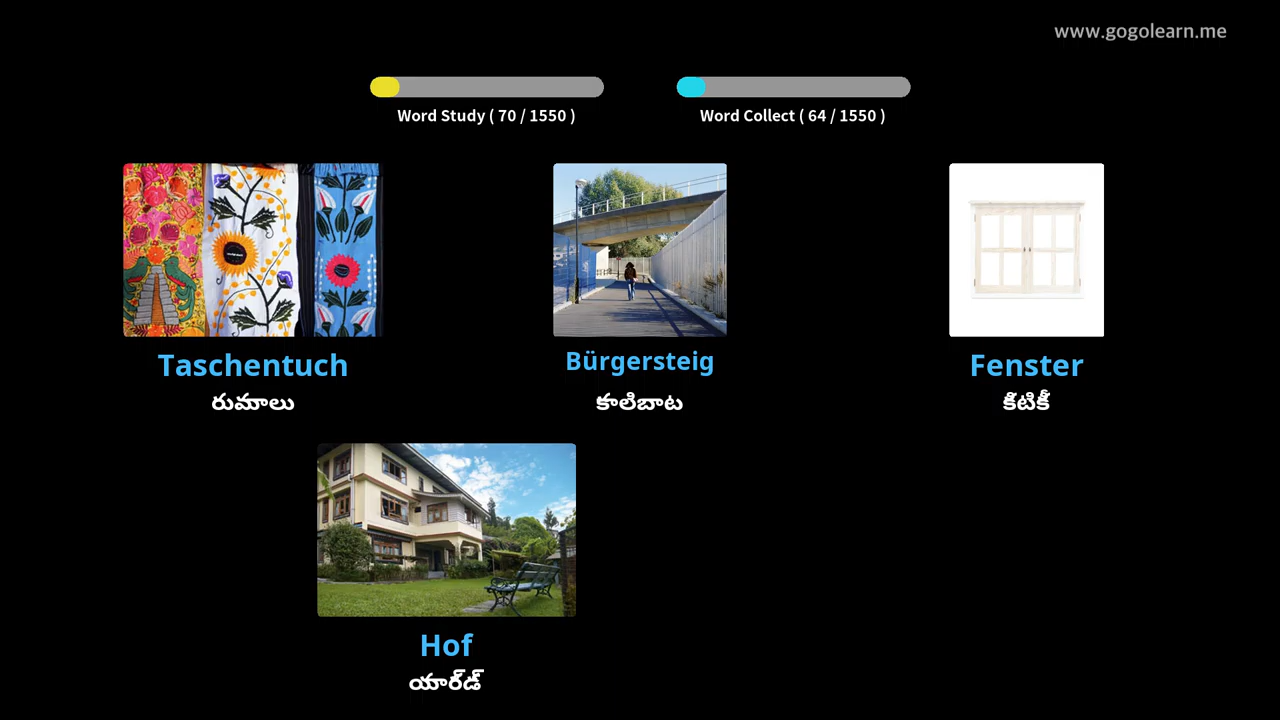 www.gogolearn.me
Word Study ( 70 / 1550 )
Word Collect ( 64 / 1550 )
Taschentuch
రుమాలు
Bürgersteig
కాలిబాట
Fenster
కిటికీ
Hof
యార్డ్